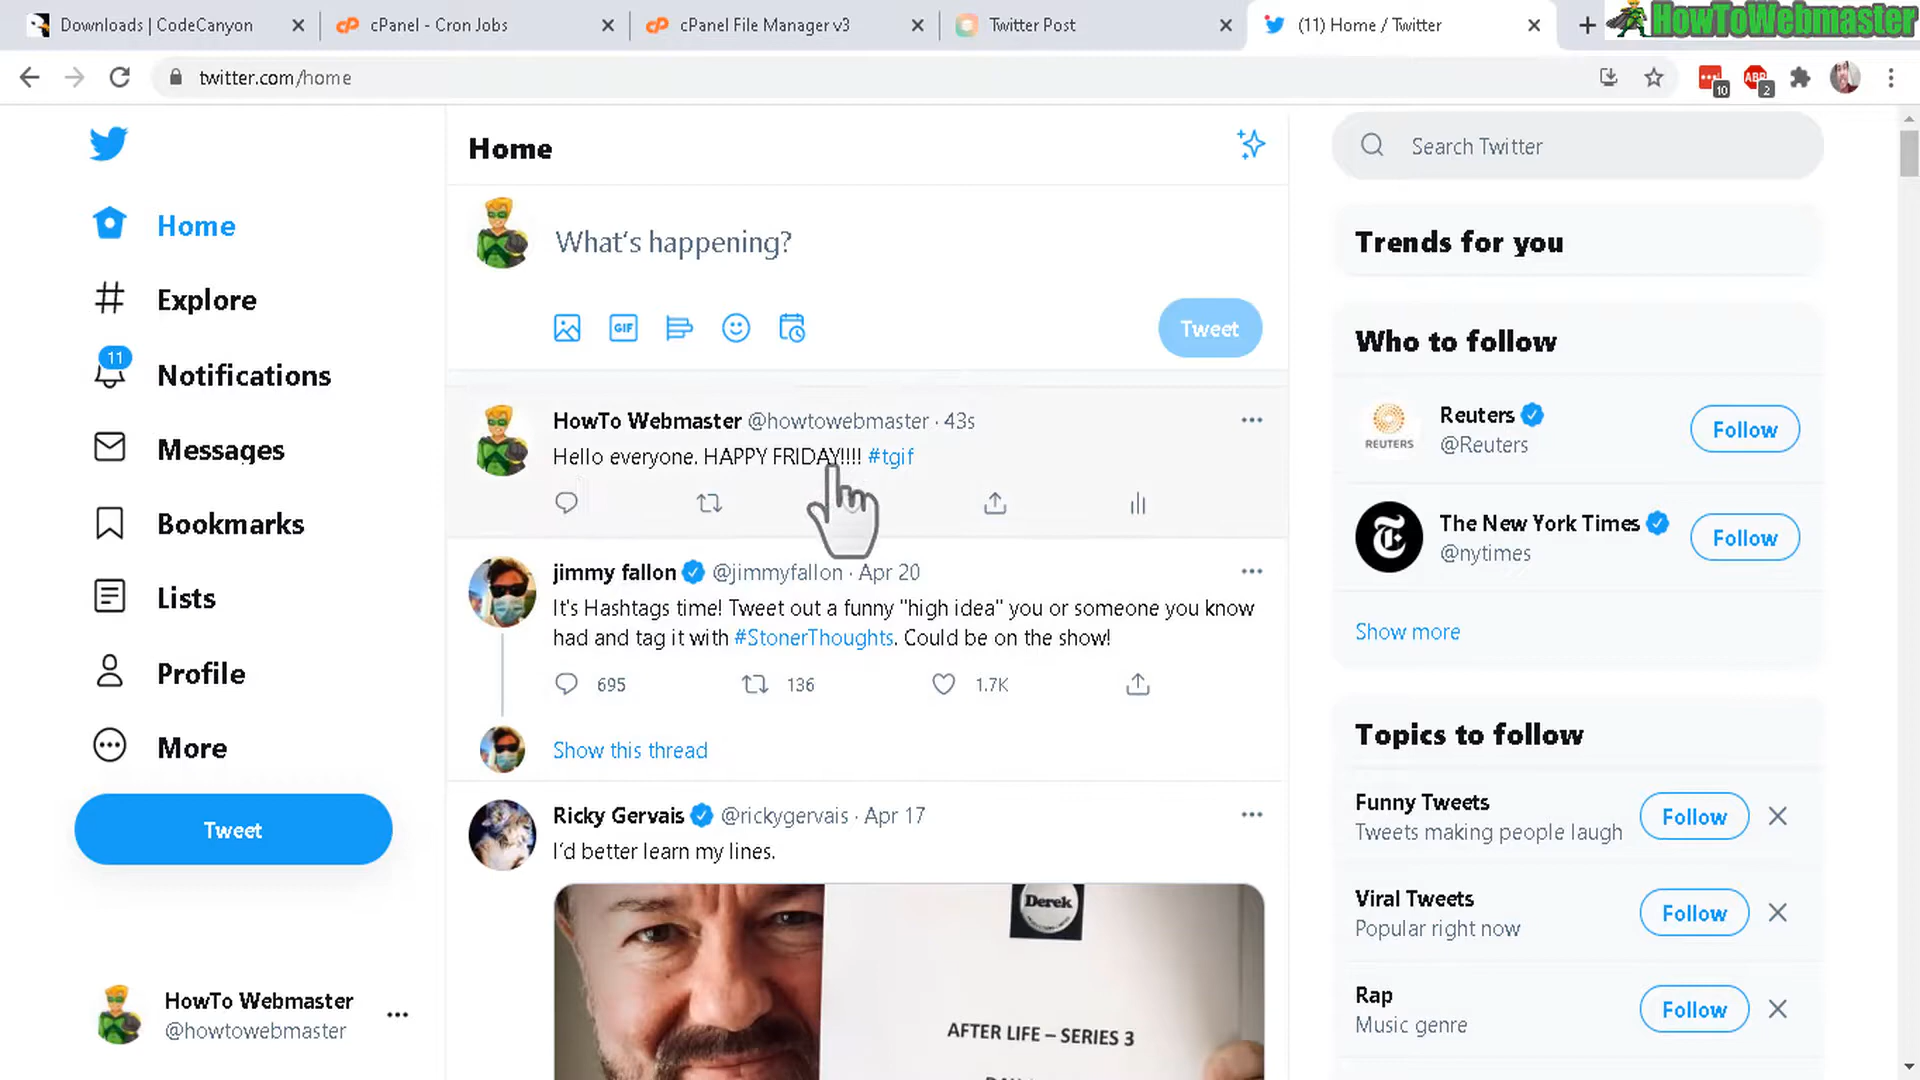 Downloads | CodeCanyon
cPanel - Cron Jobs
cPanel File Manager v3
Twitter Post
(11) Home / Twitter
HowToWebmaster
twitter.com/home
10
ABP
2
Home
Explore
11
Notifications
Messages
Bookmarks
Lists
Profile
More
Tweet
HowTo Webmaster
@howtowebmaster
Home
What's happening?
GIF
Tweet
HowTo Webmaster @howtowebmaster · 43s
Hello everyone. HAPPY FRIDAY!!!! #tgif
jimmy fallon @jimmyfallon · Apr 20
It's Hashtags time! Tweet out a funny "high idea" you or someone you know
had and tag it with #StonerThoughts. Could be on the show!
695
136
1.7K
Show this thread
Ricky Gervais @rickygervais · Apr 17
I'd better learn my lines.
Derek
AFTER LIFE – SERIES 3
Search Twitter
Trends for you
Who to follow
REUTERS
Reuters
@Reuters
Follow
The New York Times
@nytimes
Follow
Show more
Topics to follow
Funny Tweets
Tweets making people laugh
Follow
Viral Tweets
Popular right now
Follow
Rap
Music genre
Follow